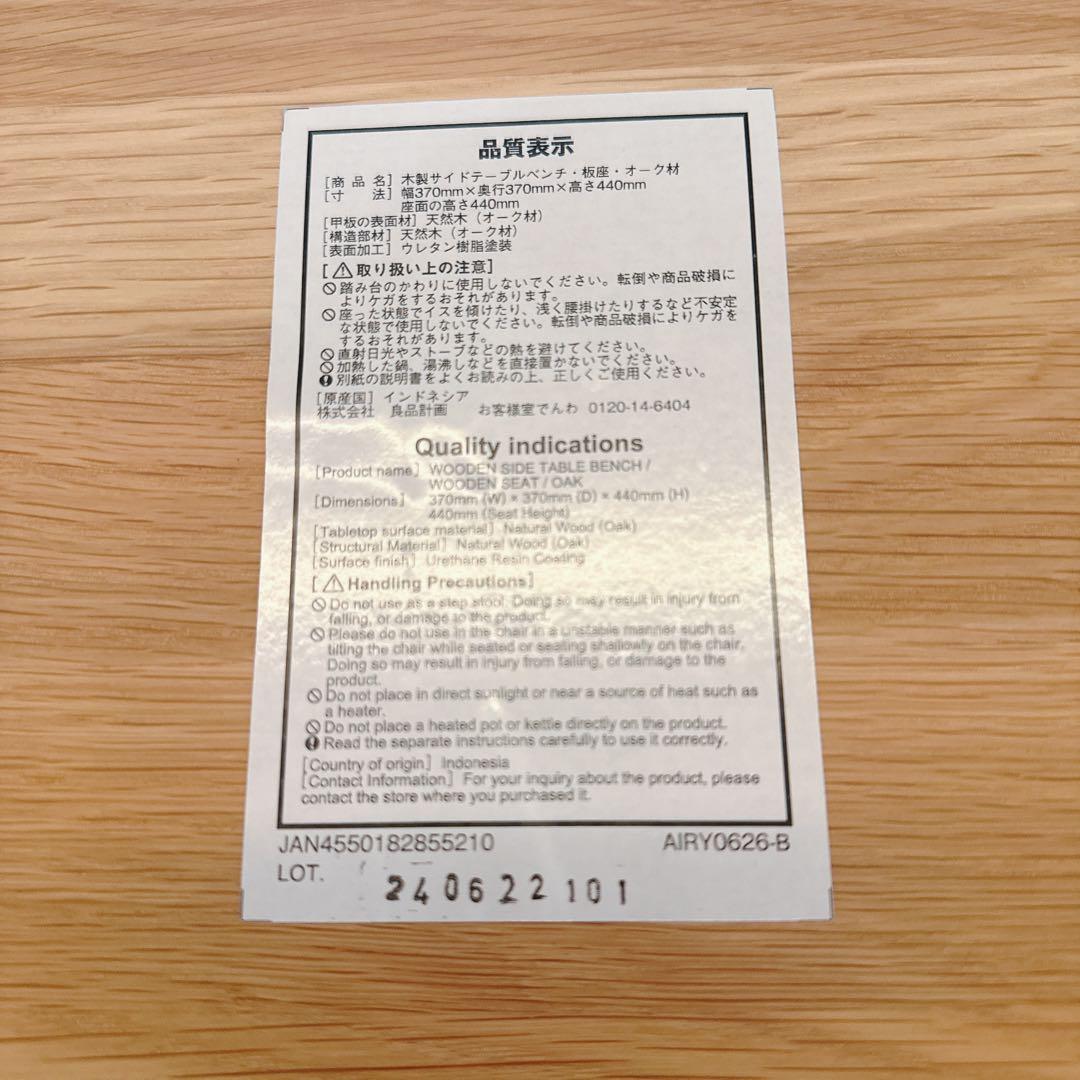 品質表示
[商 品 名] 木製サイドテーブルベンチ・板座・オーク材
[寸　　法] 幅370mm×奥行370mm×高さ440mm
座面の高さ440mm
[甲板の表面材] 天然木（オーク材）
[構造部材] 天然木（オーク材）
[表面加工] ウレタン樹脂塗装
[⚠取り扱い上の注意]
🚫踏み台のかわりに使用しないでください。転倒や商品破損に
よりケガをするおそれがあります。
🚫座った状態でイスを傾けたり、浅く腰掛けたりするなど不安定
な状態で使用しないでください。転倒や商品破損によりケガを
するおそれがあります。
🚫直射日光やストーブなどの熱を避けてください。
🚫加熱した鍋、湯沸しなどを直接置かないでください。
❗別紙の説明書をよくお読みの上、正しくご使用ください。
[原産国] インドネシア
株式会社　良品計画　　お客様室でんわ 0120-14-6404
Quality indications
[Product name] WOODEN SIDE TABLE BENCH /
WOODEN SEAT / OAK
[Dimensions] 370mm (W) × 370mm (D) × 440mm (H)
440mm (Seat Height)
[Tabletop surface material] Natural Wood (Oak)
[Structural Material] Natural Wood (Oak)
[Surface finish] Urethane Resin Coating
[⚠Handling Precautions]
🚫Do not use as a step stool. Doing so may result in injury from
falling, or damage to the product.
🚫Please do not use in the chair in a unstable manner such as
tilting the chair while seated or seating shallowly on the chair.
Doing so may result in injury from falling, or damage to the
product.
🚫Do not place in direct sunlight or near a source of heat such as
a heater.
🚫Do not place a heated pot or kettle directly on the product.
❗Read the separate instructions carefully to use it correctly.
[Country of origin] Indonesia
[Contact Information] For your inquiry about the product, please
contact the store where you purchased it.
JAN4550182855210 AIRY0626-B
LOT. 240622101